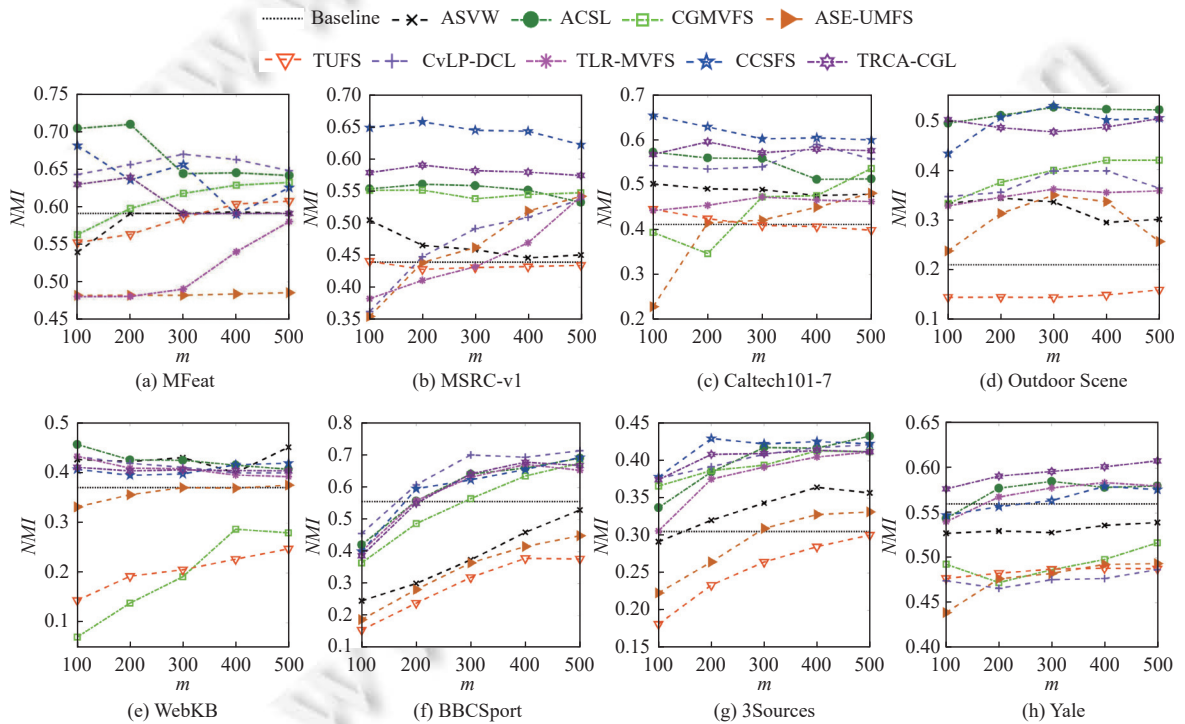 Baseline ASVW ACSL CGMVFS ASE-UMFS
TUFS CvLP-DCL TLR-MVFS CCSFS TRCA-CGL
0.75 0.70 0.7
0.70 0.65 0.6 0.5
0.65 0.60 0.5 0.4
0.60 0.55 0.4 0.3
0.55 0.50 0.3 0.2
0.50 0.45 0.2 0.1
0.45 0.40
0.35
NMI NMI NMI NMI
100 200 300 400 500 100 200 300 400 500 100 200 300 400 500 100 200 300 400 500
m m m m
(a) MFeat (b) MSRC-v1 (c) Caltech101-7 (d) Outdoor Scene
0.5 0.8 0.45 0.65
0.4 0.7 0.40 0.60
0.3 0.6 0.35 0.55
0.2 0.5 0.30 0.50
0.1 0.4 0.25 0.45
0.3 0.20 0.40
0.2 0.15
0.1
NMI NMI NMI NMI
100 200 300 400 500 100 200 300 400 500 100 200 300 400 500 100 200 300 400 500
m m m m
(e) WebKB (f) BBCSport (g) 3Sources (h) Yale